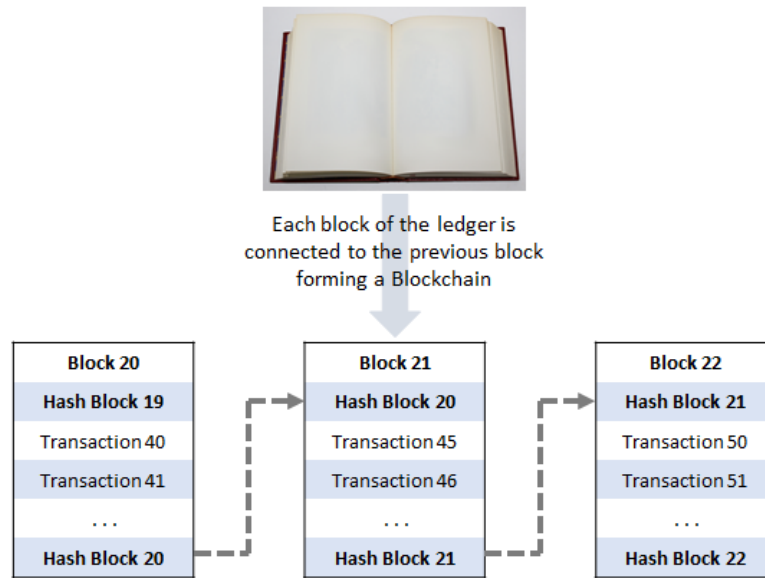 Each block of the ledger is
connected to the previous block
forming a Blockchain
Block 20
Hash Block 19
Transaction 40
Transaction 41
...
Hash Block 20
Block 21
Hash Block 20
Transaction 45
Transaction 46
...
Hash Block 21
Block 22
Hash Block 21
Transaction 50
Transaction 51
...
Hash Block 22